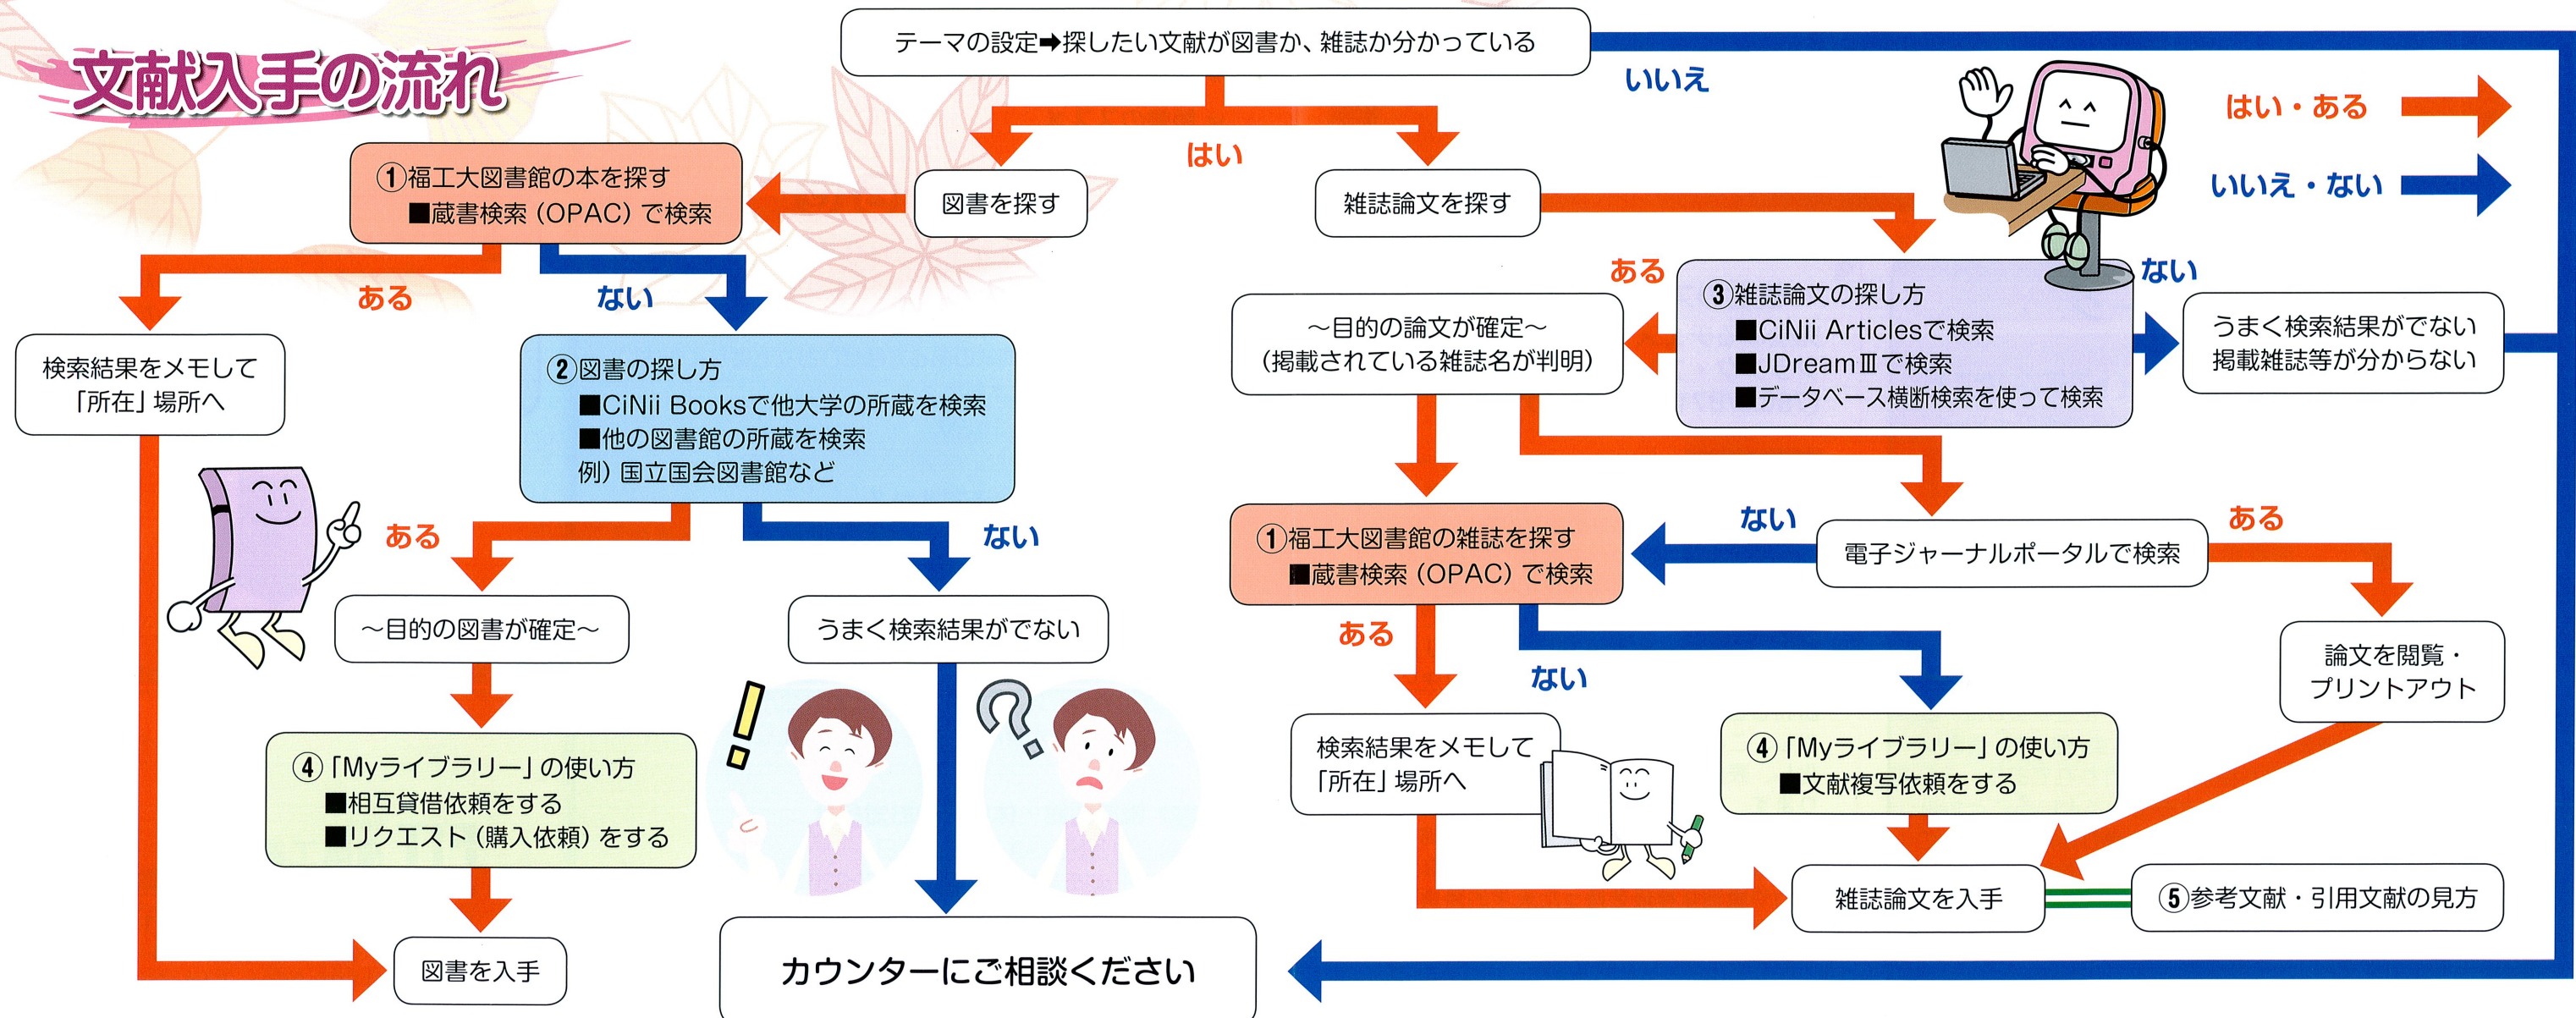 文献入手の流れ
テーマの設定➡探したい文献が図書か、雑誌か分かっている
いいえ
はい
はい・ある
いいえ・ない
①福工大図書館の本を探す
■蔵書検索（OPAC）で検索
図書を探す
雑誌論文を探す
ある
ない
検索結果をメモして
「所在」場所へ
②図書の探し方
■CiNii Booksで他大学の所蔵を検索
■他の図書館の所蔵を検索
例）国立国会図書館など
ある
ない
～目的の図書が確定～
うまく検索結果がでない
④「Myライブラリー」の使い方
■相互貸借依頼をする
■リクエスト（購入依頼）をする
図書を入手
カウンターにご相談ください
ある
ない
③雑誌論文の探し方
■CiNii Articlesで検索
■JDreamⅢで検索
■データベース横断検索を使って検索
～目的の論文が確定～
（掲載されている雑誌名が判明）
うまく検索結果がでない
掲載雑誌等が分からない
①福工大図書館の雑誌を探す
■蔵書検索（OPAC）で検索
ない
電子ジャーナルポータルで検索
ある
ある
ない
論文を閲覧・
プリントアウト
検索結果をメモして
「所在」場所へ
④「Myライブラリー」の使い方
■文献複写依頼をする
雑誌論文を入手
⑤参考文献・引用文献の見方